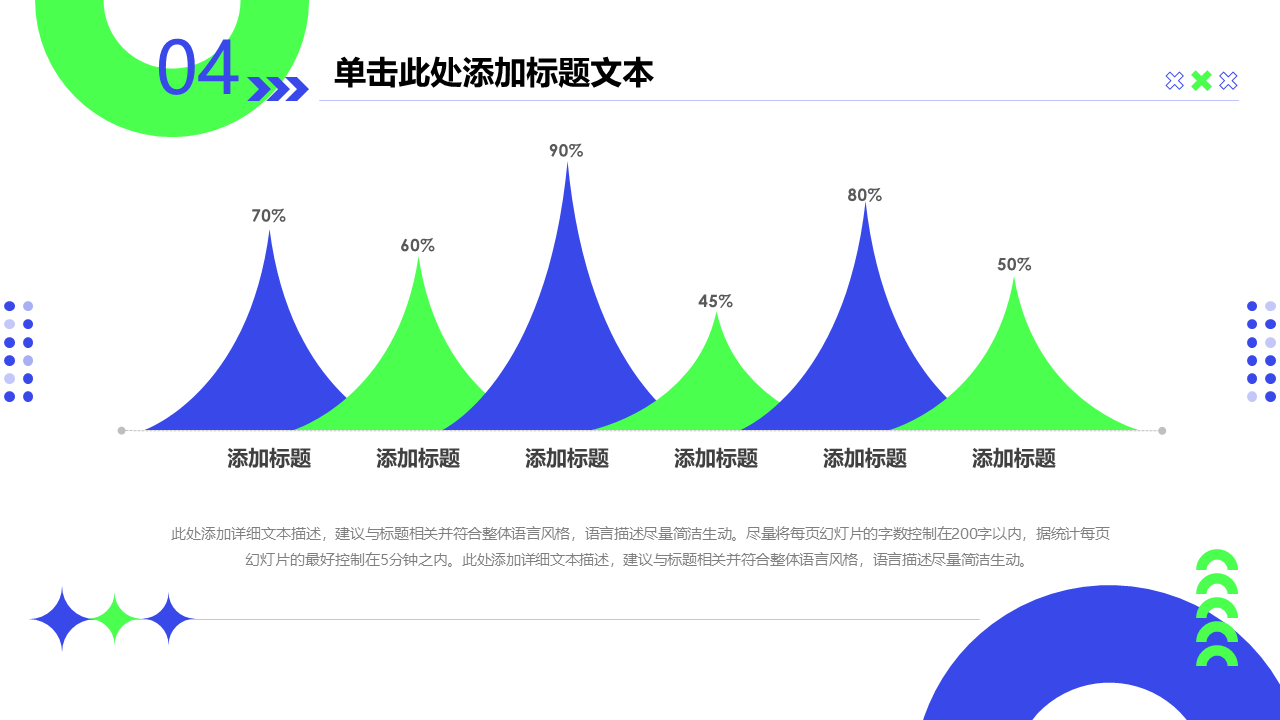 04
单击此处添加标题文本
90%
80%
70%
60%
50%
45%
添加标题 添加标题 添加标题 添加标题 添加标题 添加标题
此处添加详细文本描述，建议与标题相关并符合整体语言风格，语言描述尽量简洁生动。尽量将每页幻灯片的字数控制在200字以内，据统计每页
幻灯片的最好控制在5分钟之内。此处添加详细文本描述，建议与标题相关并符合整体语言风格，语言描述尽量简洁生动。